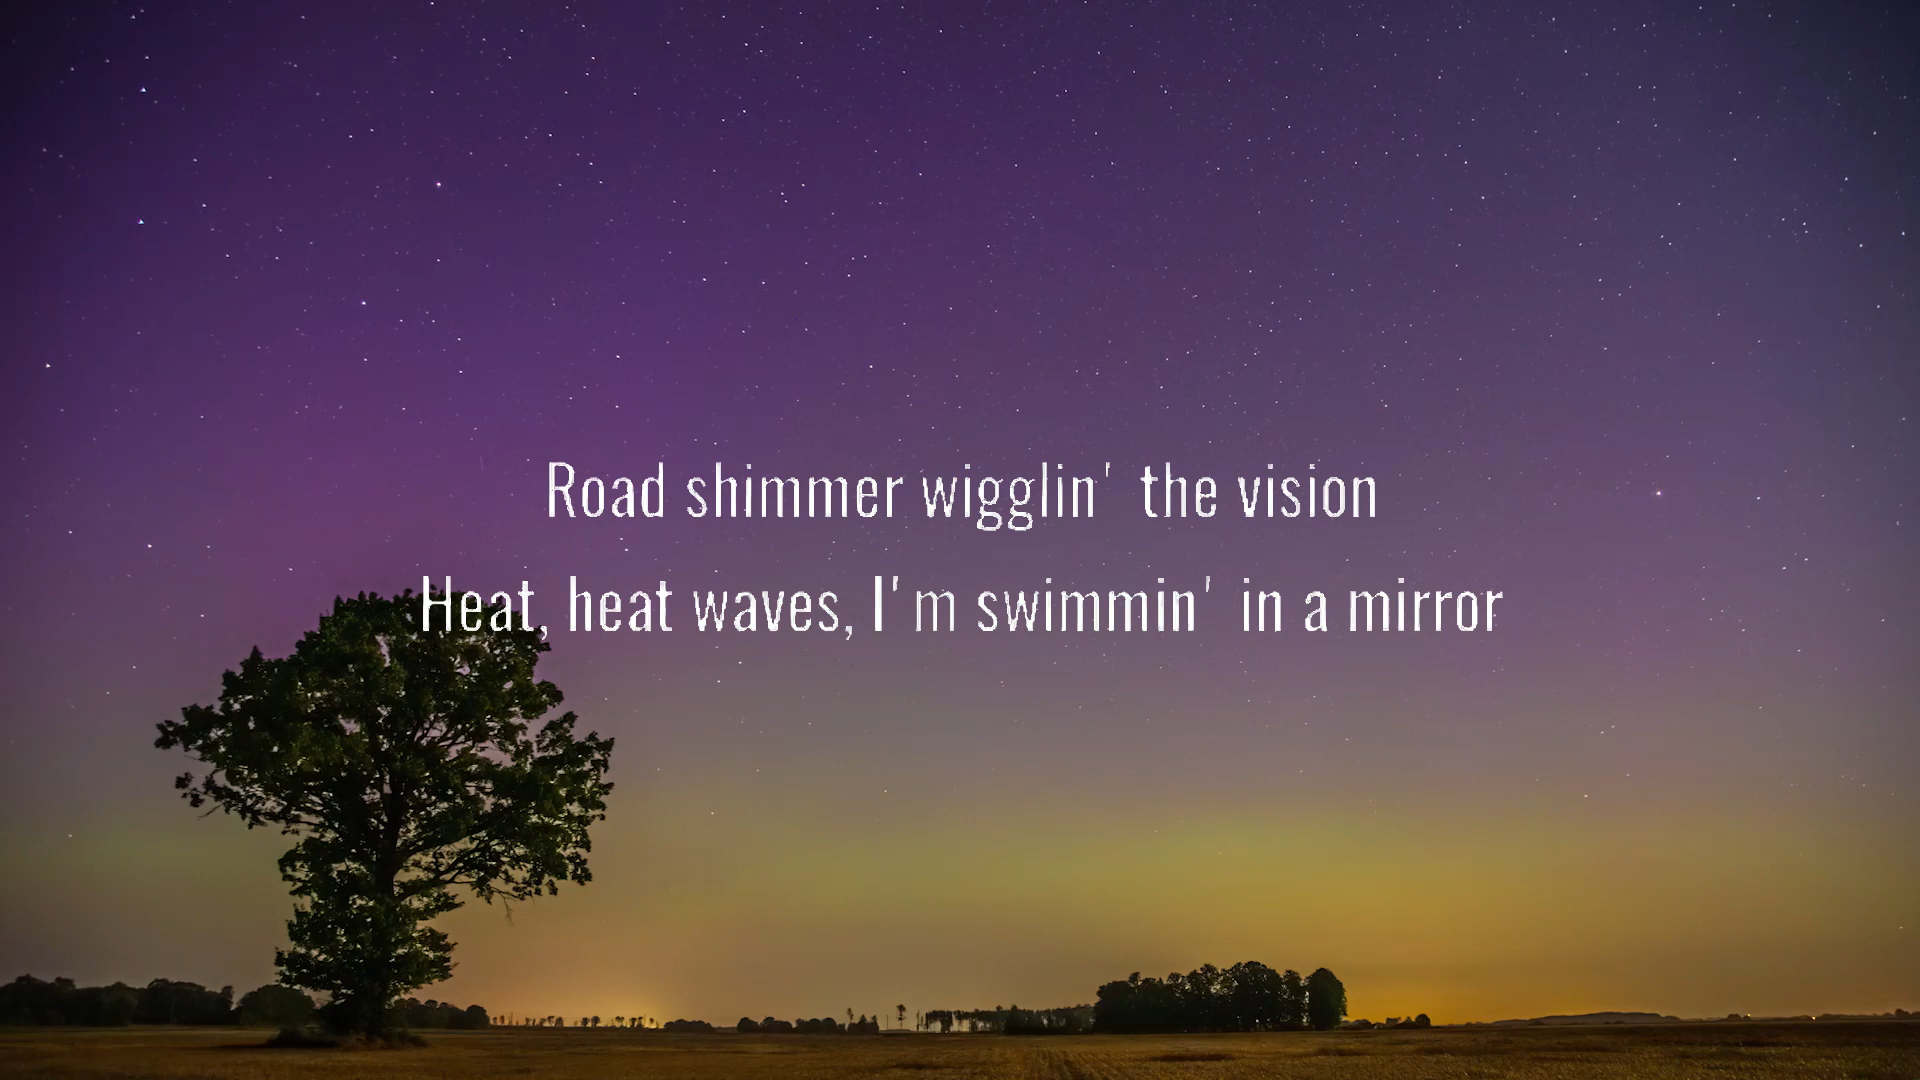 Road shimmer wigglin' the vision
Heat, heat waves, I'm swimmin' in a mirror